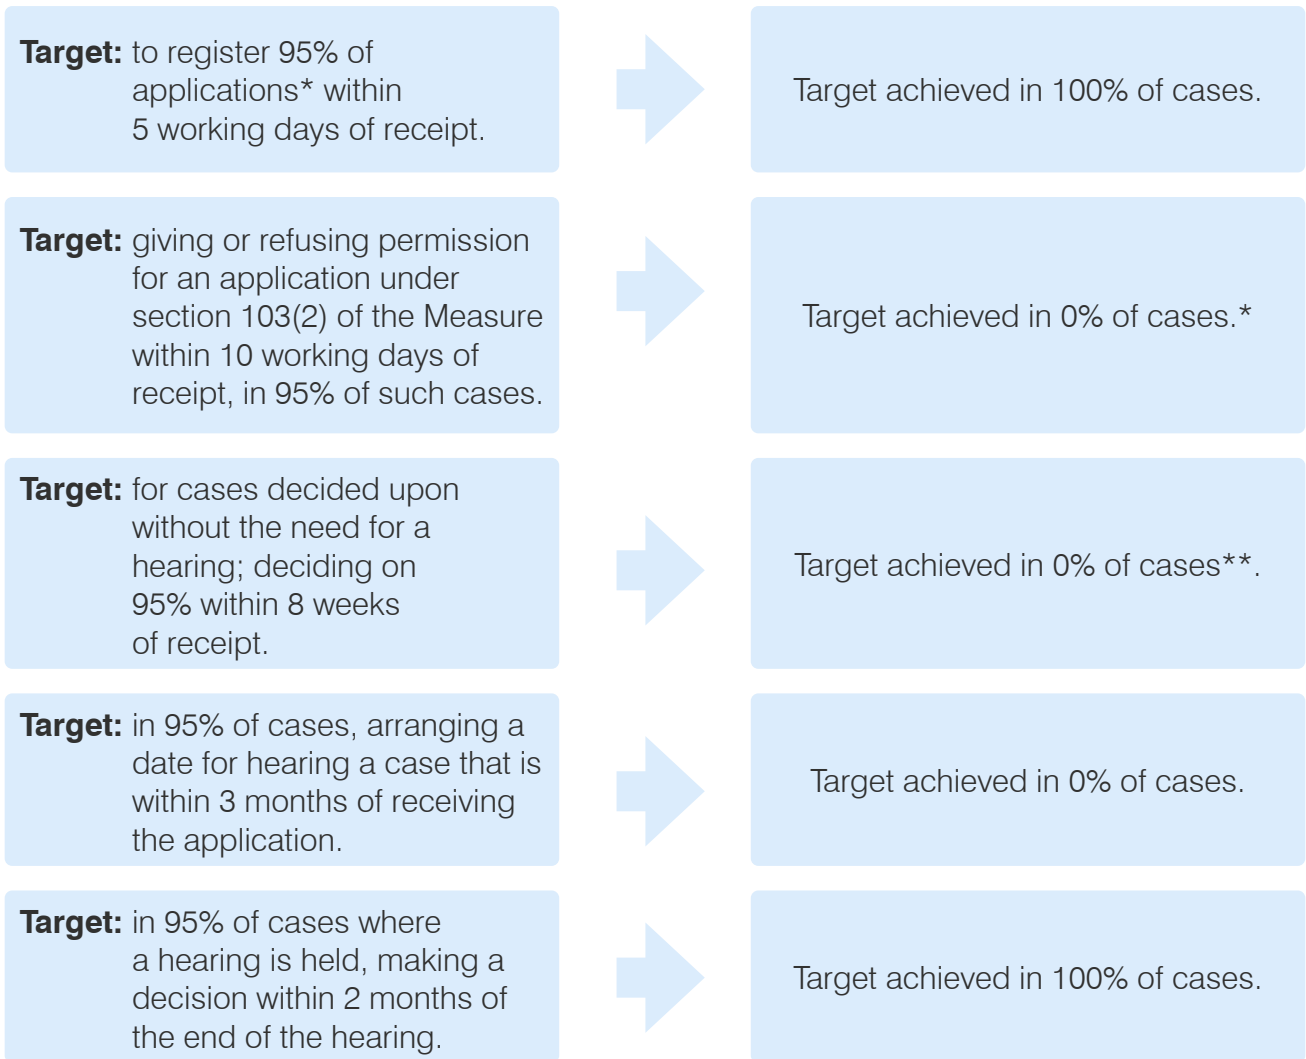 Target: to register 95% of
applications* within
5 working days of receipt.
Target achieved in 100% of cases.
Target: giving or refusing permission
for an application under
section 103(2) of the Measure
within 10 working days of
receipt, in 95% of such cases.
Target achieved in 0% of cases.*
Target: for cases decided upon
without the need for a
hearing; deciding on
95% within 8 weeks
of receipt.
Target achieved in 0% of cases**.
Target: in 95% of cases, arranging a
date for hearing a case that is
within 3 months of receiving
the application.
Target achieved in 0% of cases.
Target: in 95% of cases where
a hearing is held, making a
decision within 2 months of
the end of the hearing.
Target achieved in 100% of cases.